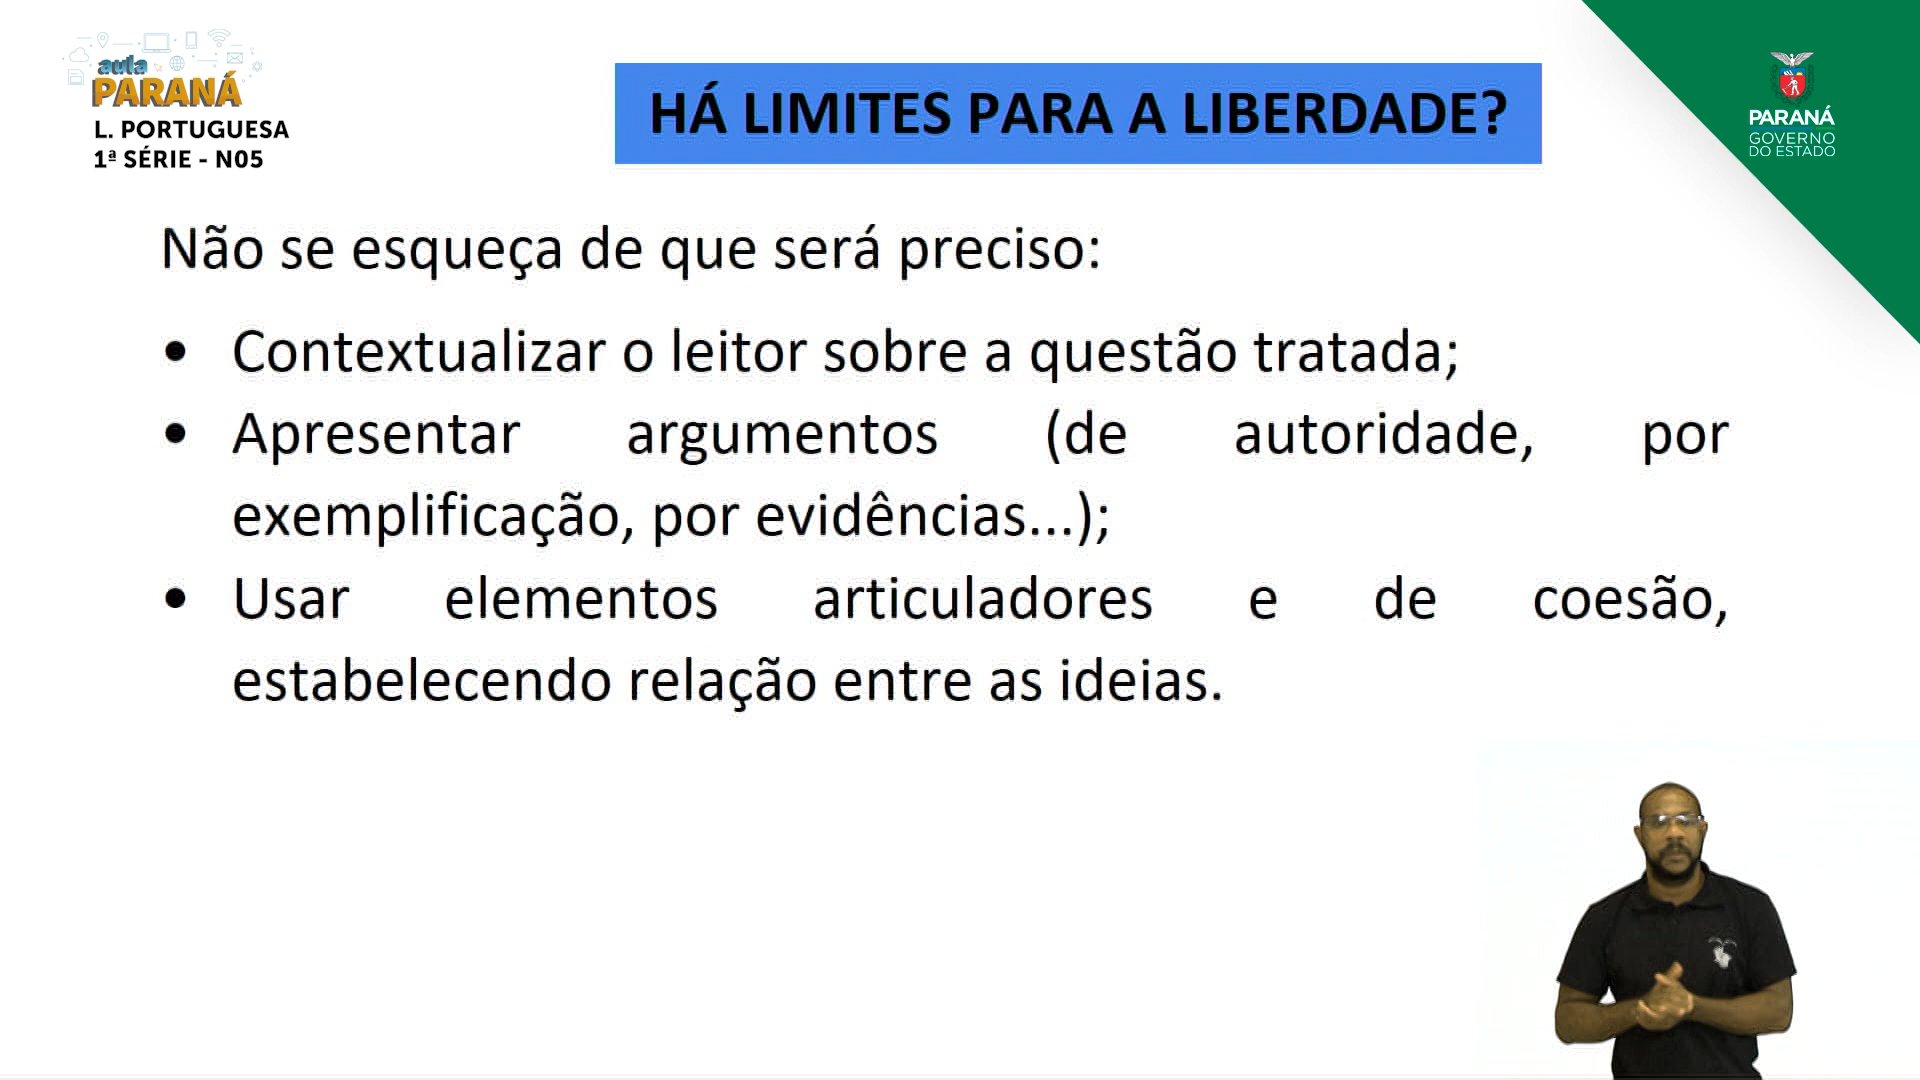 aula
PARANÁ
L. PORTUGUESA
1ª SÉRIE - N05
HÁ LIMITES PARA A LIBERDADE?
PARANÁ
GOVERNO
DO ESTADO
Não se esqueça de que será preciso:
• Contextualizar o leitor sobre a questão tratada;
• Apresentar argumentos (de autoridade, por
exemplificação, por evidências...);
• Usar elementos articuladores e de coesão,
estabelecendo relação entre as ideias.